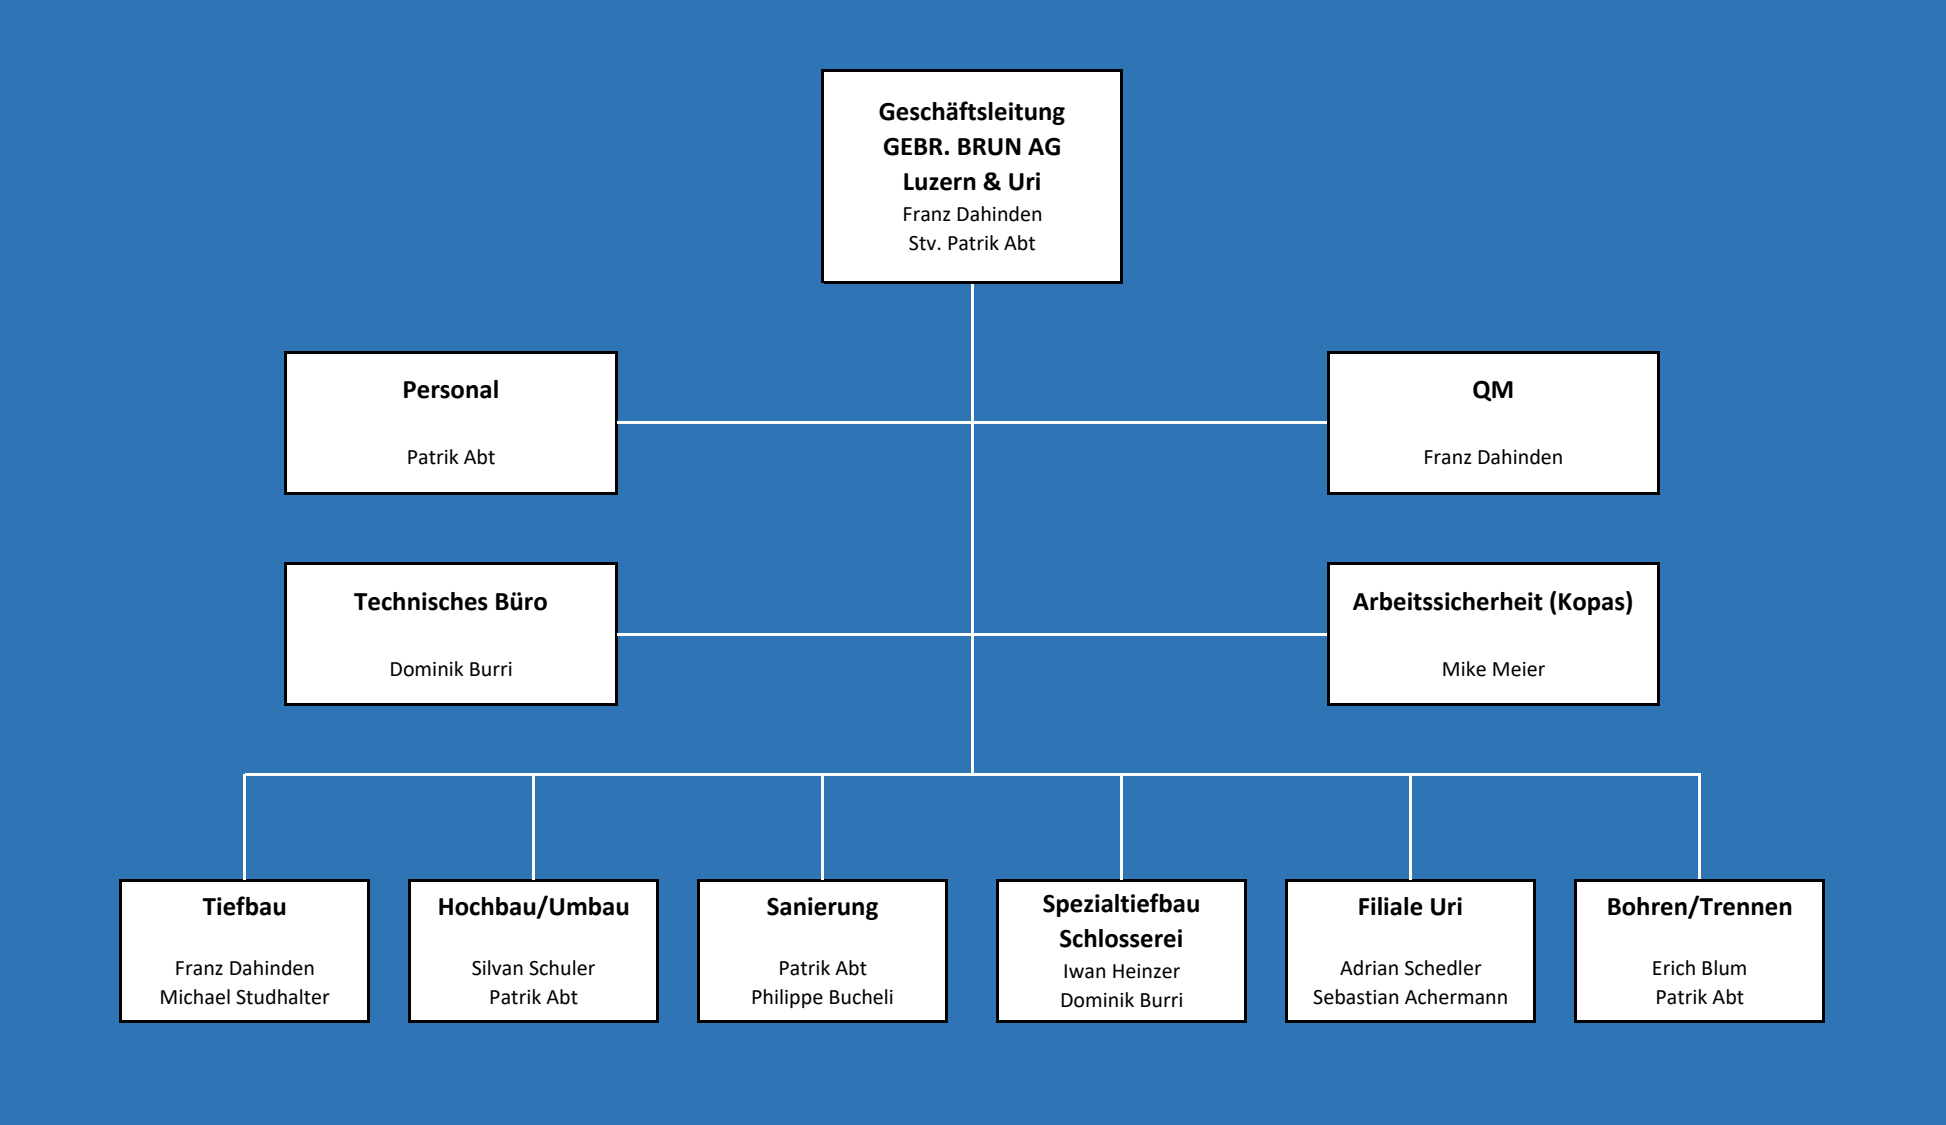 Geschäftsleitung
GEBR. BRUN AG
Luzern & Uri
Franz Dahinden
Stv. Patrik Abt
Personal
Patrik Abt
QM
Franz Dahinden
Technisches Büro
Dominik Burri
Arbeitssicherheit (Kopas)
Mike Meier
Tiefbau
Franz Dahinden
Michael Studhalter
Hochbau/Umbau
Silvan Schuler
Patrik Abt
Sanierung
Patrik Abt
Philippe Bucheli
Spezialtiefbau
Schlosserei
Iwan Heinzer
Dominik Burri
Filiale Uri
Adrian Schedler
Sebastian Achermann
Bohren/Trennen
Erich Blum
Patrik Abt